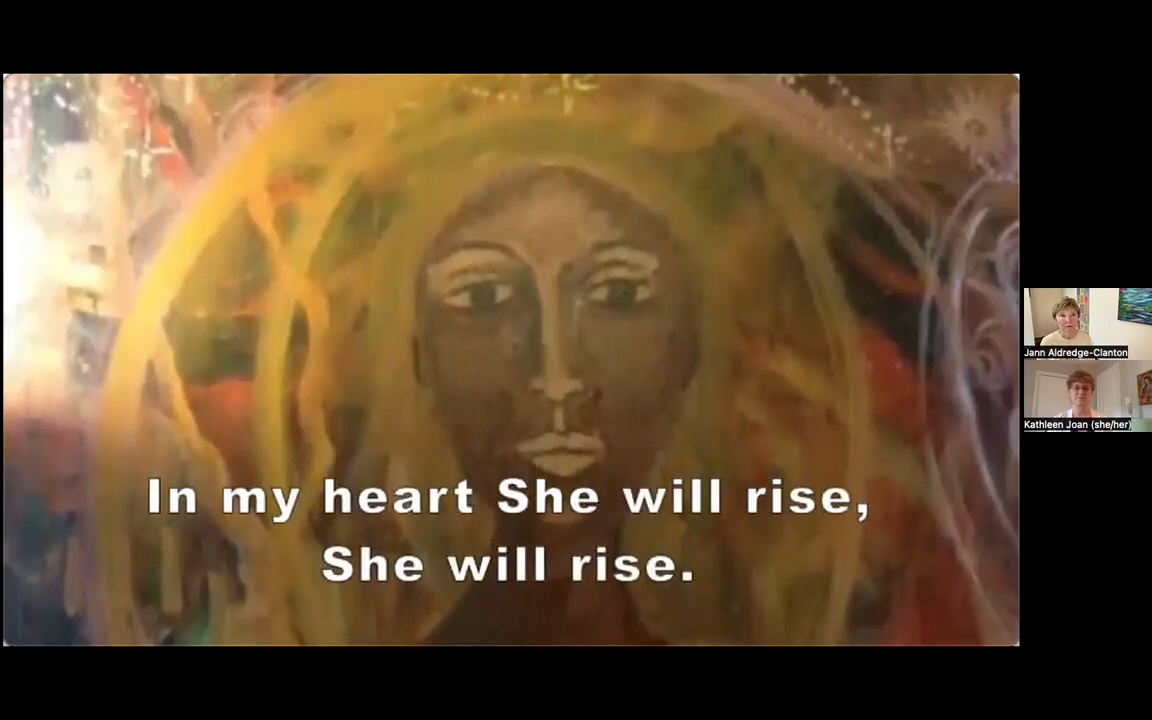 In my heart She will rise,
She will rise.
Jann Aldredge-Clanton
Kathleen Joan (she/her)